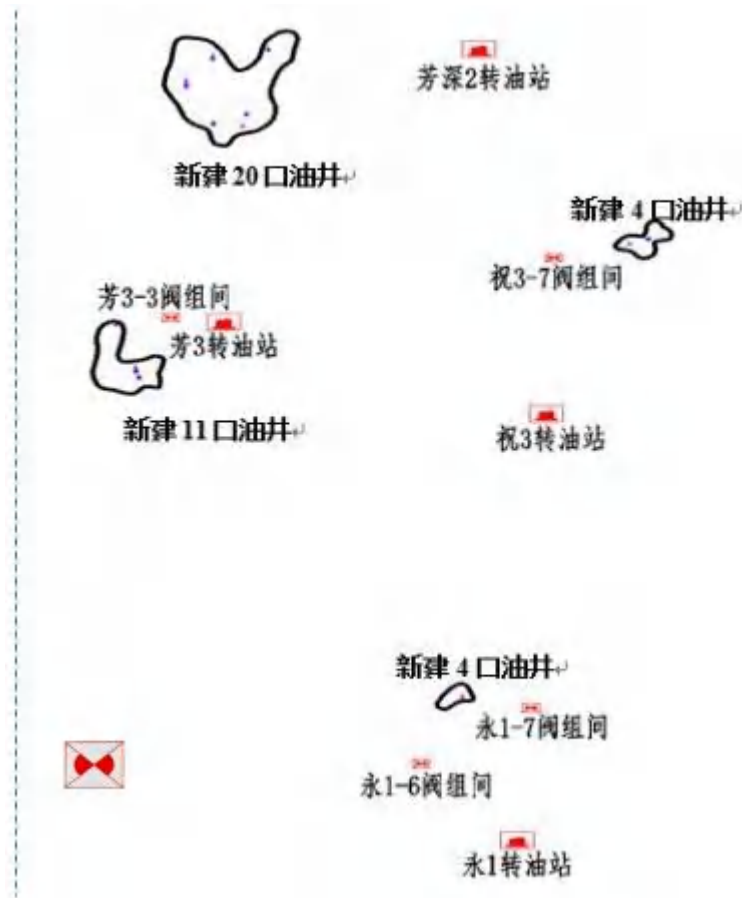 芳深2转油站
新建20口油井↵
新建 4 口油井↵
祝3-7阀组间
芳3-3阀组间
芳3转油站
新建11口油井↵
祝3转油站
新建 4 口油井↵
永1-7阀组间
永1-6阀组间
永1转油站